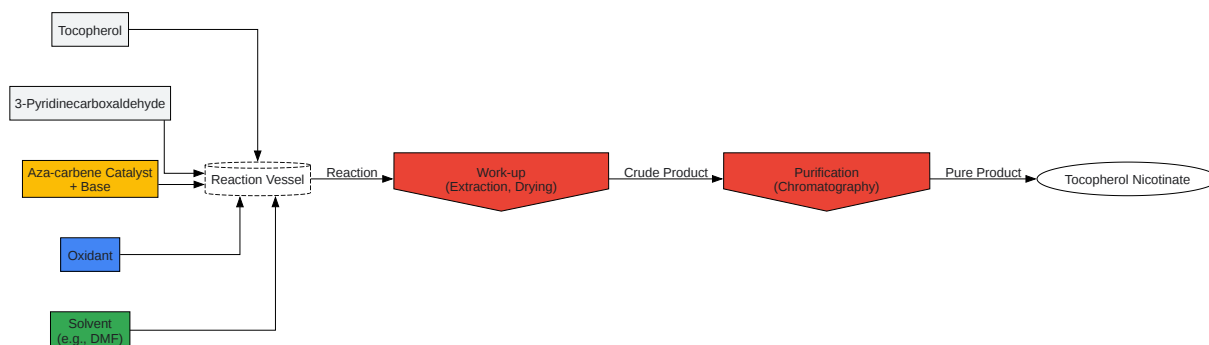 Tocopherol
3-Pyridinecarboxaldehyde
Aza-carbene Catalyst
+ Base
Oxidant
Solvent
(e.g., DMF)
Reaction Vessel
Reaction
Work-up
(Extraction, Drying)
Crude Product
Purification
(Chromatography)
Pure Product
Tocopherol Nicotinate